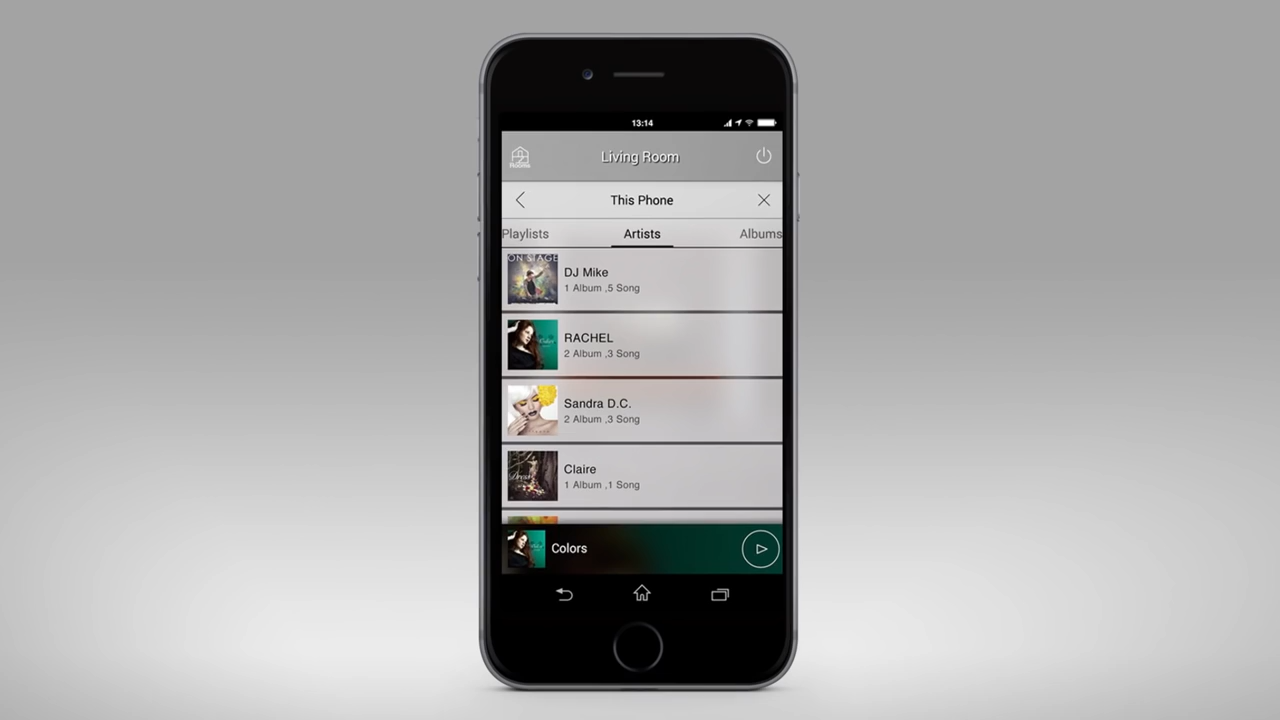 13:14
Rooms
Living Room
This Phone
Playlists
Artists
Albums
ON STAGE
DJ Mike
1 Album ,5 Song
RACHEL
2 Album ,3 Song
Sandra D.C.
2 Album ,3 Song
Claire
1 Album ,1 Song
Colors